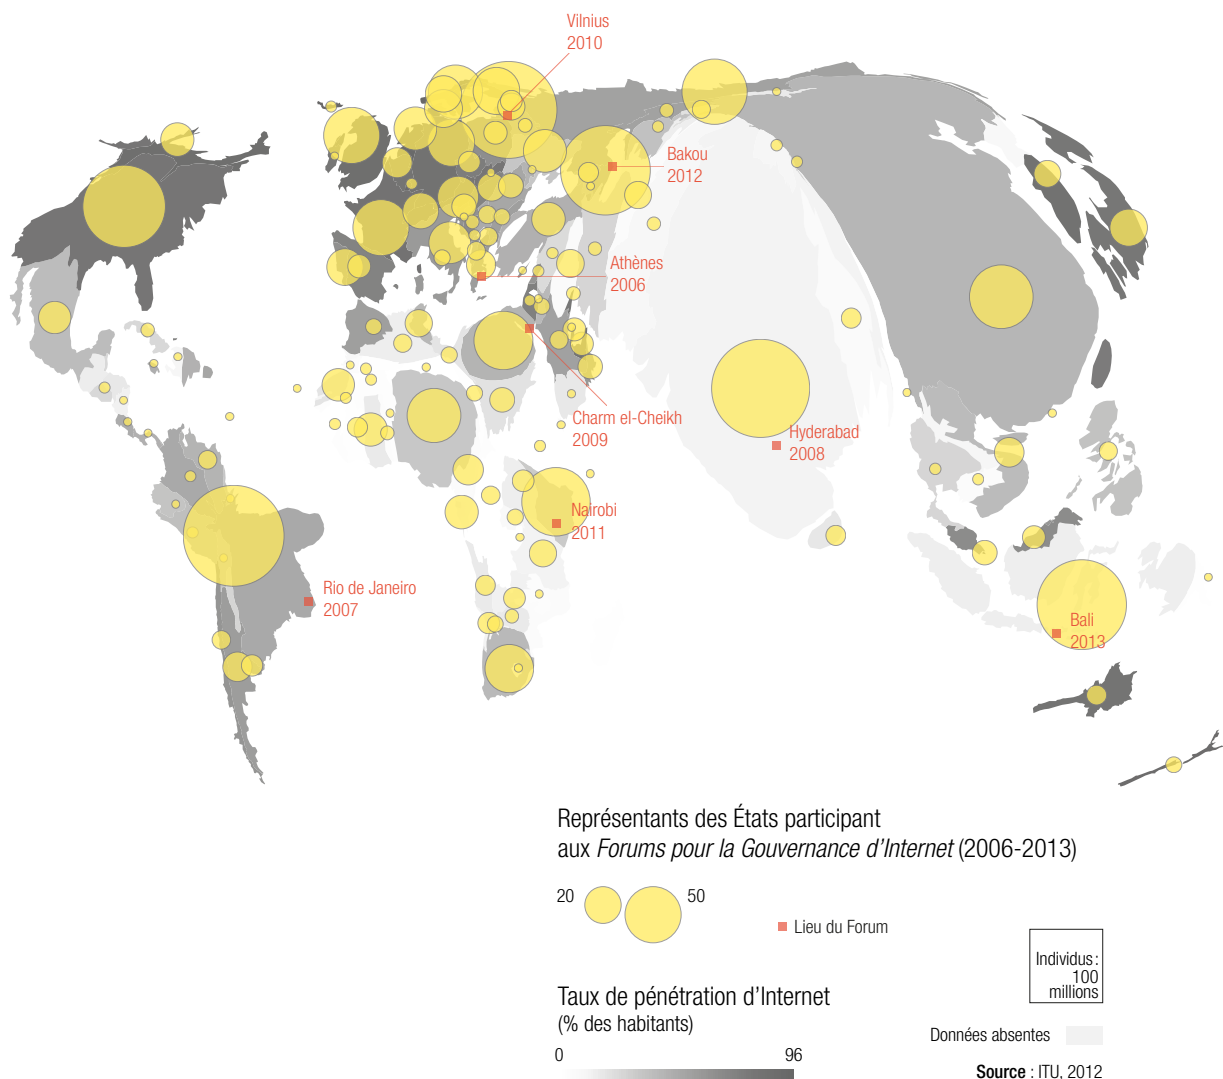 Vilnius
2010
Bakou
2012
Athènes
2006
Charm el-Cheikh
2009
Hyderabad
2008
Nairobi
2011
Rio de Janeiro
2007
Bali
2013
Représentants des États participant
aux Forums pour la Gouvernance d'Internet (2006-2013)
20
50
Lieu du Forum
Individus :
100
millions
Taux de pénétration d'Internet
(% des habitants)
Données absentes
0
96
Source : ITU, 2012